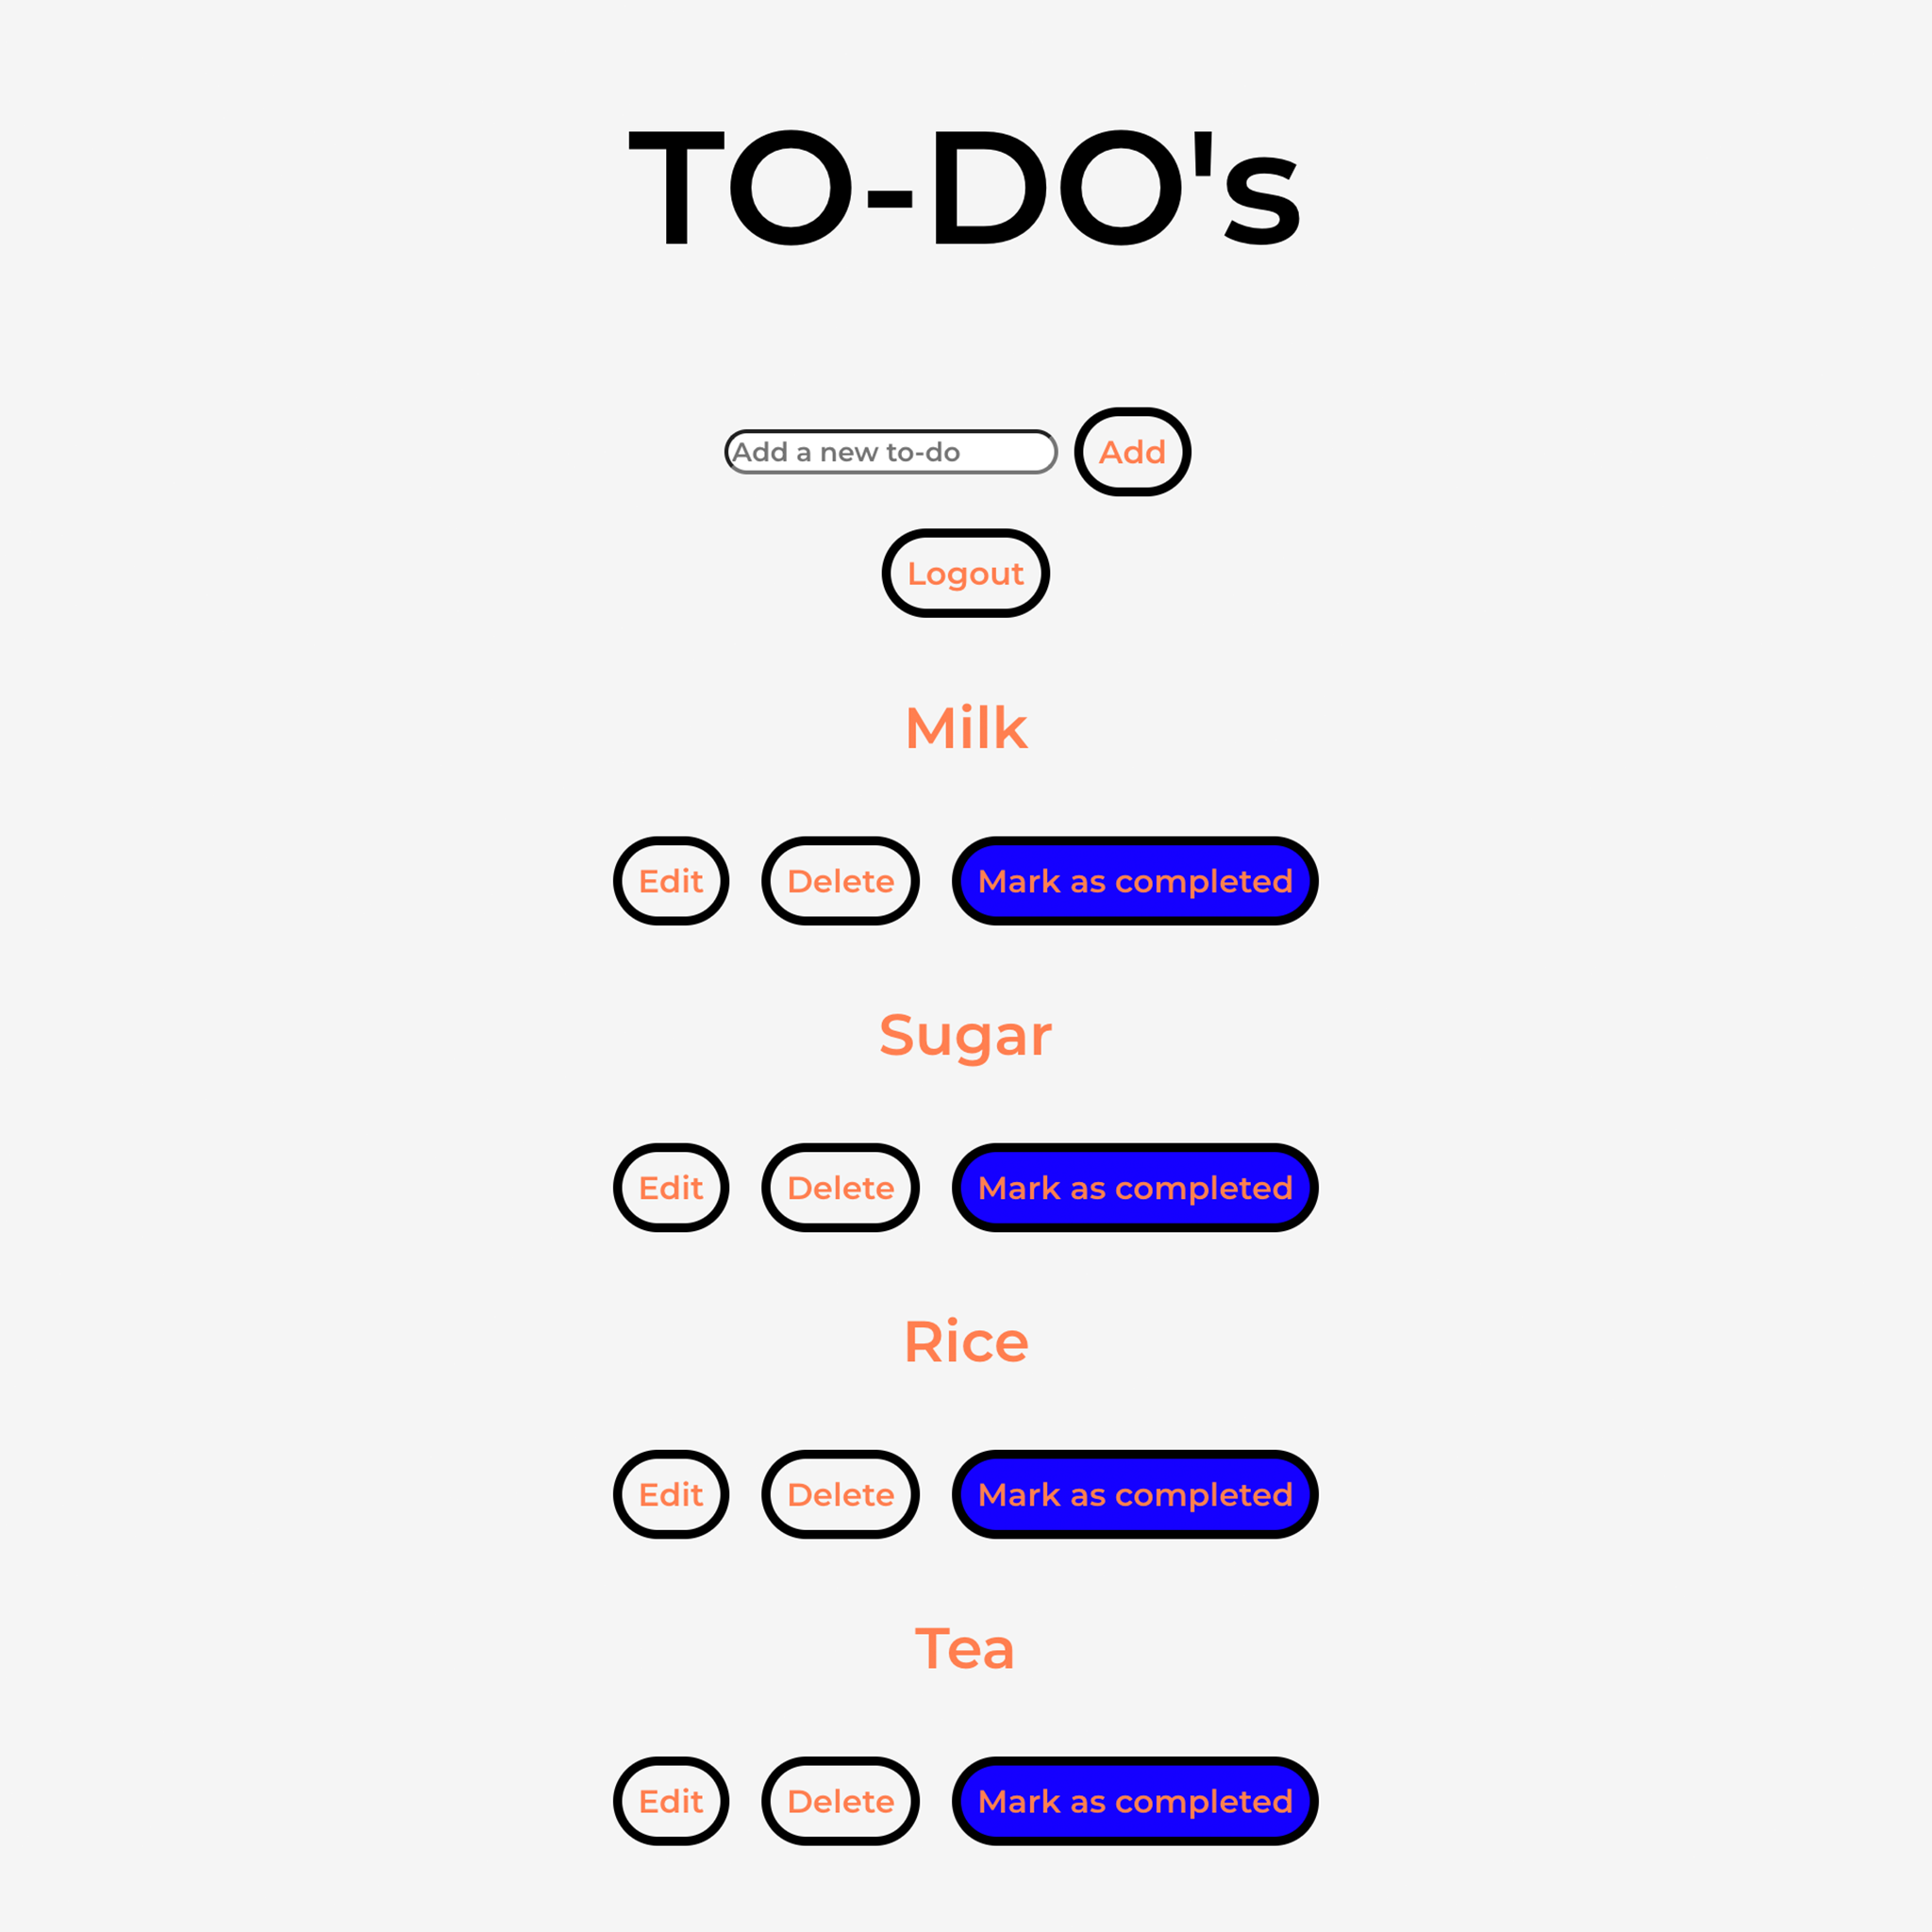 TO-DO's
Add a new to-do Add
Logout
Milk
Edit Delete Mark as completed
Sugar
Edit Delete Mark as completed
Rice
Edit Delete Mark as completed
Tea
Edit Delete Mark as completed